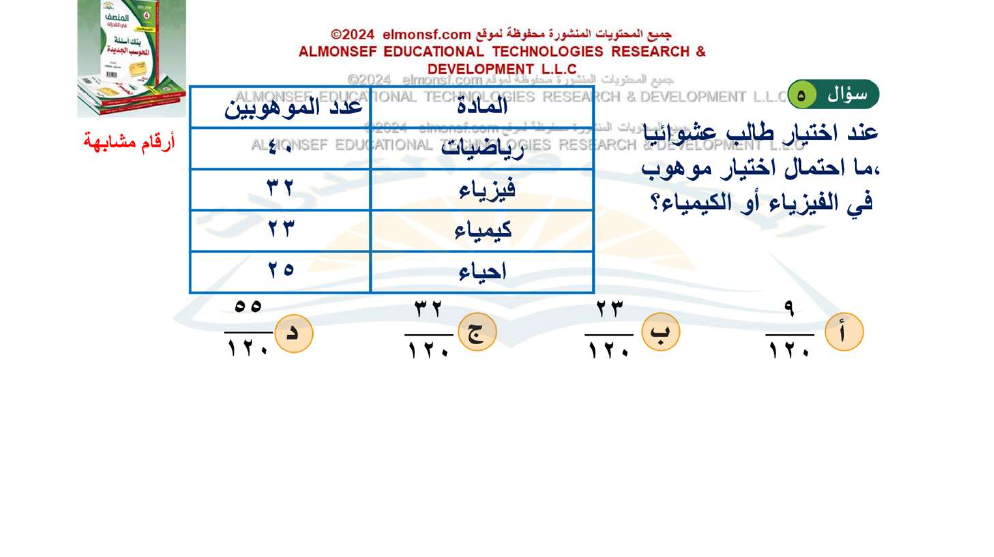 جميع المحتويات المنشورة محفوظة لموقع elmonsf.com ©2024
ALMONSEF EDUCATIONAL TECHNOLOGIES RESEARCH &
DEVELOPMENT L.L.C
جميع المحتويات المنشورة محفوظة لموقع elmonsf.com ©2024
ALMONSEF EDUCATIONAL TECHNOLOGIES RESEARCH & DEVELOPMENT L.L.C
جميع المحتويات المنشورة محفوظة لموقع elmonsf.com ©2024
ALMONSEF EDUCATIONAL TECHNOLOGIES RESEARCH & DEVELOPMENT L.L.C
المنصف
بنك أسئلة
المحوسب الجديدة
أرقام مشابهة
سؤال ٥
عند اختيار طالب عشوائيا
،ما احتمال اختيار موهوب
في الفيزياء أو الكيمياء؟
المادة عدد الموهوبين
رياضيات ٤٠
فيزياء ٣٢
كيمياء ٢٣
احياء ٢٥
أ ٩/١٢٠
ب ٢٣/١٢٠
ج ٣٢/١٢٠
د ٥٥/١٢٠